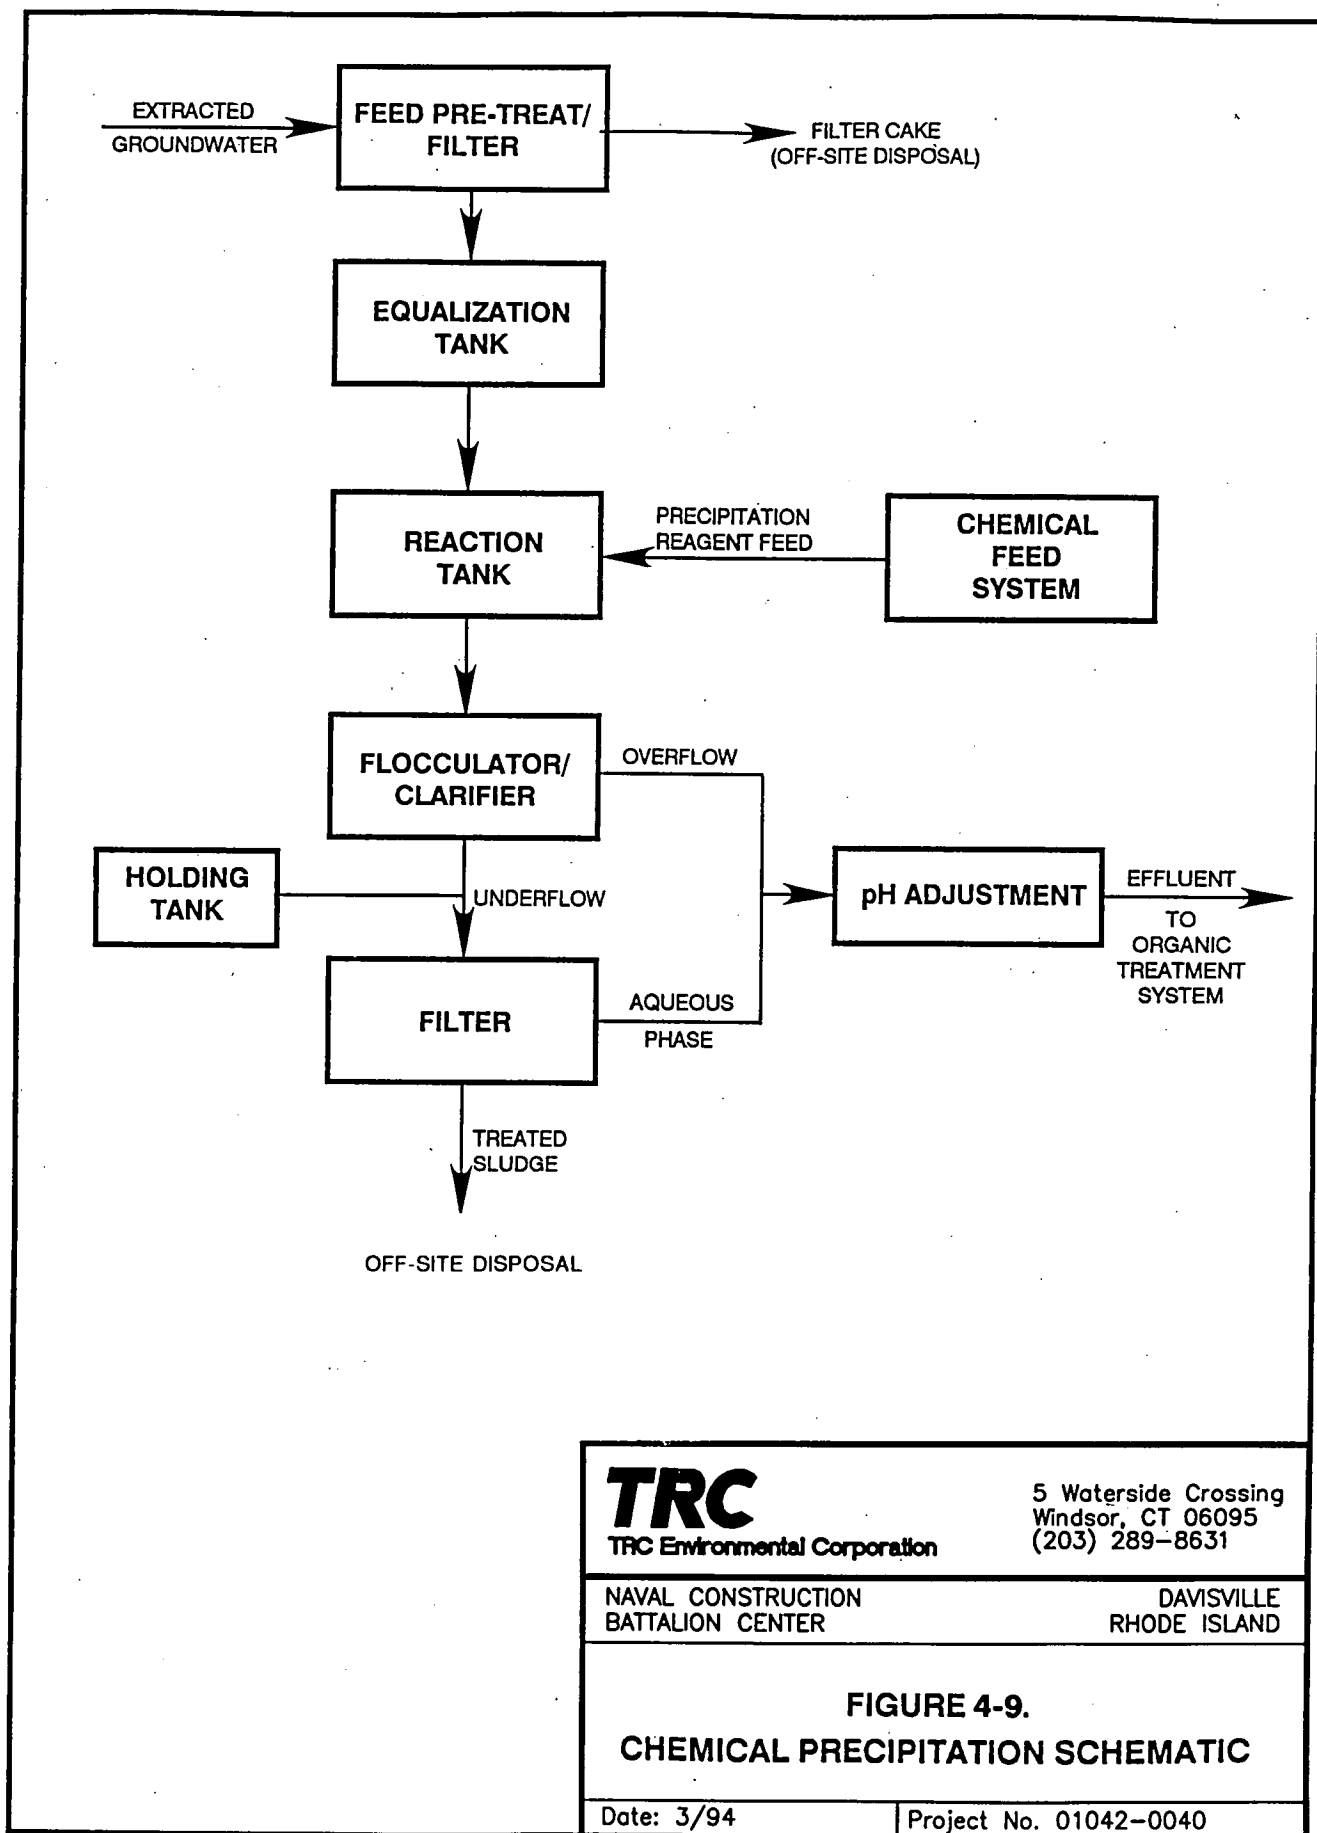 EXTRACTED
GROUNDWATER
FEED PRE-TREAT/
FILTER
FILTER CAKE
(OFF-SITE DISPOSAL)
EQUALIZATION
TANK
REACTION
TANK
PRECIPITATION
REAGENT FEED
CHEMICAL
FEED
SYSTEM
FLOCCULATOR/
CLARIFIER
OVERFLOW
HOLDING
TANK
UNDERFLOW
pH ADJUSTMENT
EFFLUENT
TO
ORGANIC
TREATMENT
SYSTEM
FILTER
AQUEOUS
PHASE
TREATED
SLUDGE
OFF-SITE DISPOSAL
TRC
TRC Environmental Corporation
5 Waterside Crossing
Windsor, CT 06095
(203) 289-8631
NAVAL CONSTRUCTION
BATTALION CENTER
DAVISVILLE
RHODE ISLAND
FIGURE 4-9.
CHEMICAL PRECIPITATION SCHEMATIC
Date: 3/94
Project No. 01042-0040